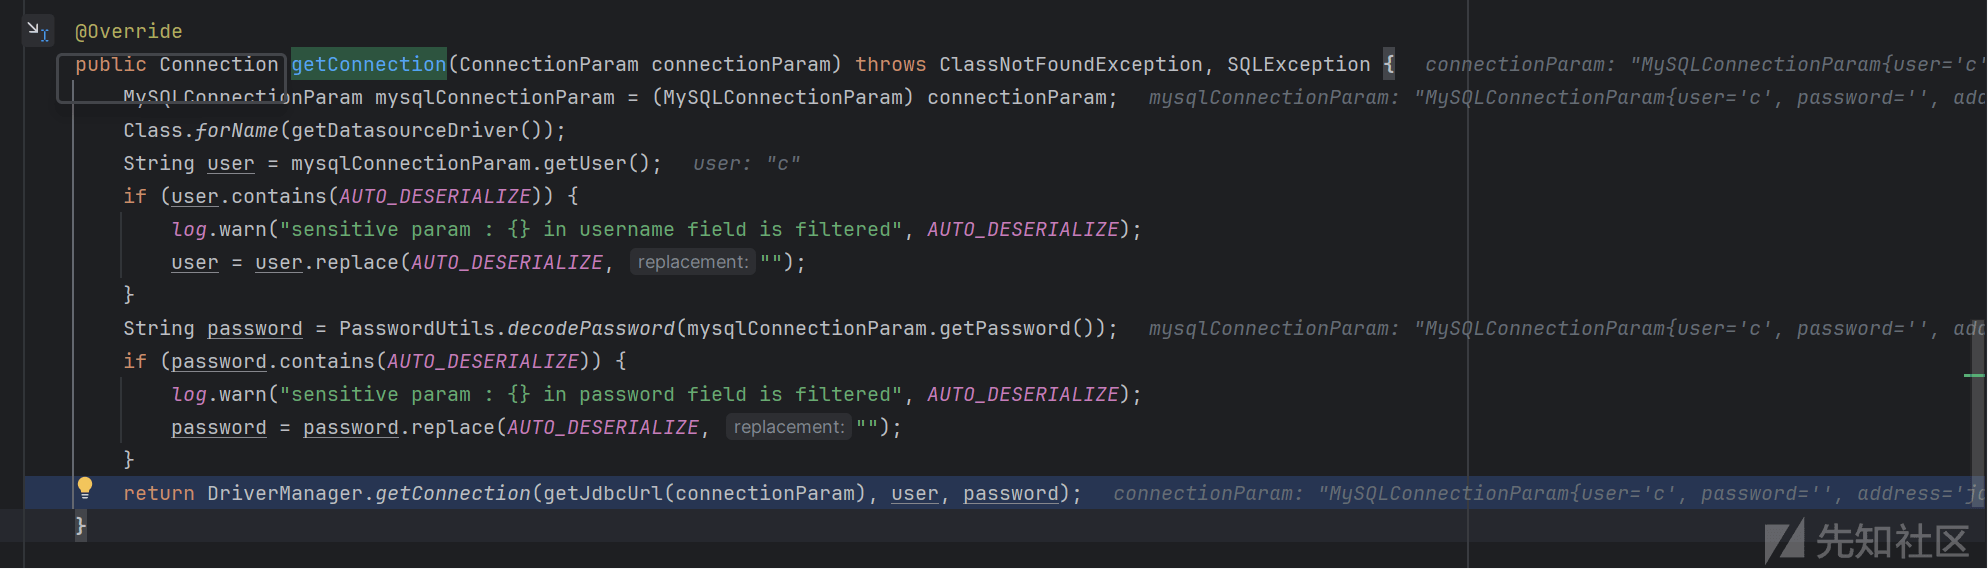 @Override
public Connection getConnection(ConnectionParam connectionParam) throws ClassNotFoundException, SQLException { connectionParam: "MySQLConnectionParam{user='c'
MySQLConnectionParam mysqlConnectionParam = (MySQLConnectionParam) connectionParam; mysqlConnectionParam: "MySQLConnectionParam{user='c', password='', add
Class.forName(getDatasourceDriver());
String user = mysqlConnectionParam.getUser(); user: "c"
if (user.contains(AUTO_DESERIALIZE)) {
log.warn("sensitive param : {} in username field is filtered", AUTO_DESERIALIZE);
user = user.replace(AUTO_DESERIALIZE, replacement: "");
}
String password = PasswordUtils.decodePassword(mysqlConnectionParam.getPassword()); mysqlConnectionParam: "MySQLConnectionParam{user='c', password='', add
if (password.contains(AUTO_DESERIALIZE)) {
log.warn("sensitive param : {} in password field is filtered", AUTO_DESERIALIZE);
password = password.replace(AUTO_DESERIALIZE, replacement: "");
}
return DriverManager.getConnection(getJdbcUrl(connectionParam), user, password); connectionParam: "MySQLConnectionParam{user='c', password='', address='jd
}
先知社区